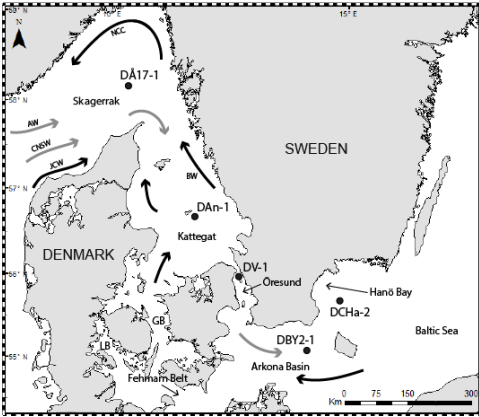 N
10° E
15° E
NCC
DÅ17-1
58° N
Skagerrak
AW
CNSW
SWEDEN
JCW
57° N
BW
DAn-1
Kattegat
DENMARK
DV-1
56° N
Öresund
Hanö Bay
DCHa-2
GB
Baltic Sea
LB
DBY2-1
55° N
Arkona Basin
Fehmarn Belt
Km 0 75 150 300